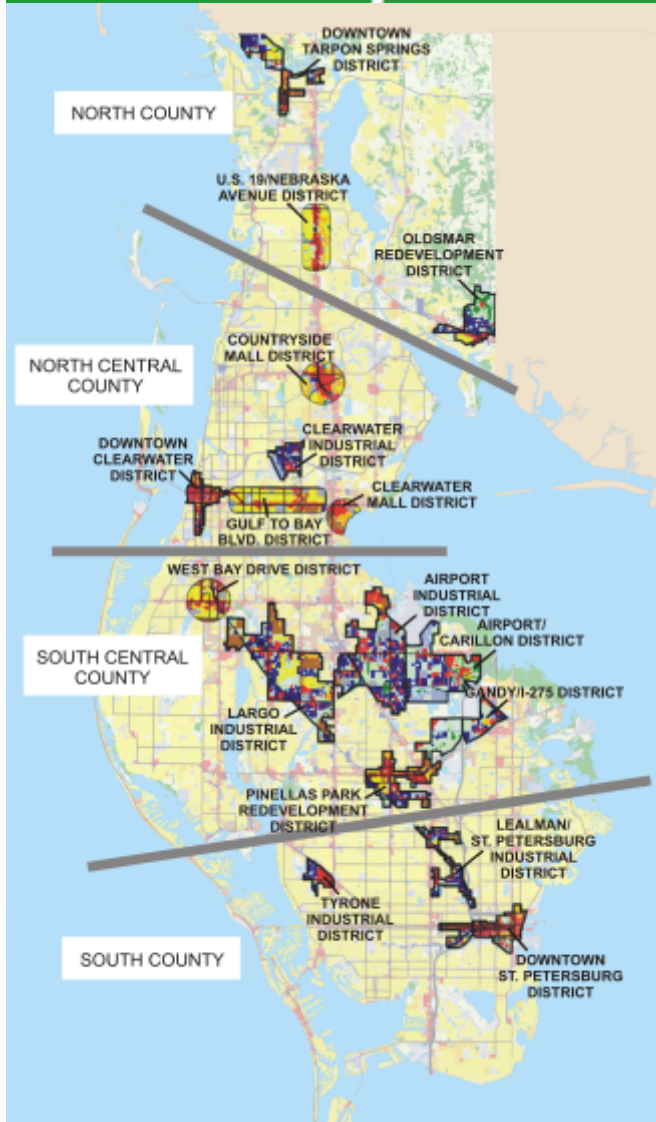 DOWNTOWN
TARPON SPRINGS
DISTRICT
NORTH COUNTY
U.S. 19/NEBRASKA
AVENUE DISTRICT
OLDSMAR
REDEVELOPMENT
DISTRICT
COUNTRYSIDE
MALL DISTRICT
NORTH CENTRAL
COUNTY
CLEARWATER
INDUSTRIAL
DISTRICT
DOWNTOWN
CLEARWATER
DISTRICT
CLEARWATER
MALL DISTRICT
GULF TO BAY
BLVD. DISTRICT
WEST BAY DRIVE DISTRICT
AIRPORT
INDUSTRIAL
DISTRICT
AIRPORT/
CARILLON DISTRICT
SOUTH CENTRAL
COUNTY
GANDY/I-275 DISTRICT
LARGO
INDUSTRIAL
DISTRICT
PINELLAS PARK
REDEVELOPMENT
DISTRICT
LEALMAN/
ST. PETERSBURG
INDUSTRIAL
DISTRICT
TYRONE
INDUSTRIAL
DISTRICT
SOUTH COUNTY
DOWNTOWN
ST. PETERSBURG
DISTRICT